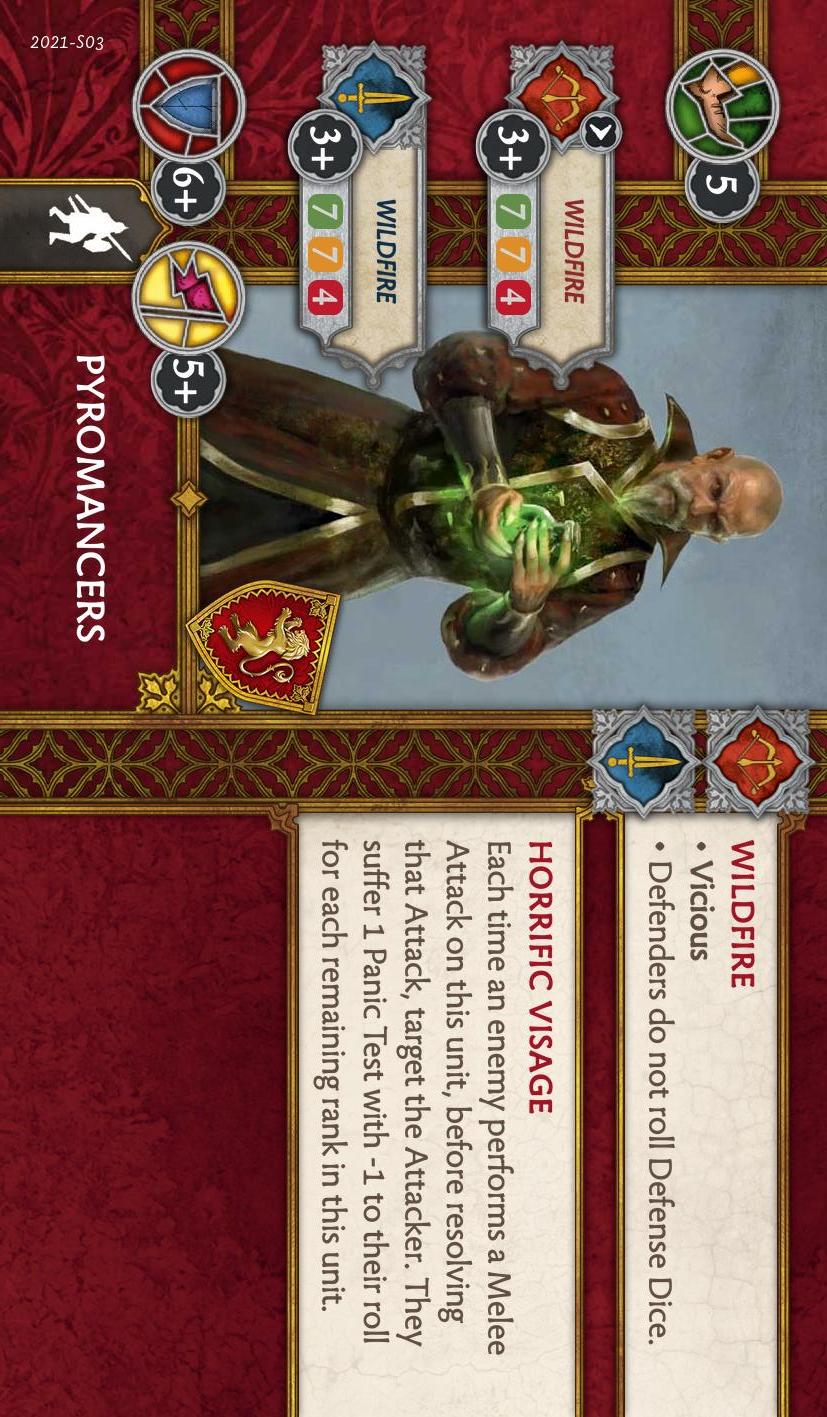 5
WILDFIRE
3+
7 7 4
WILDFIRE
3+
7 7 4
6+
5+
PYROMANCERS
2021-S03
WILDFIRE
• Vicious
• Defenders do not roll Defense Dice.
HORRIFIC VISAGE
Each time an enemy performs a Melee
Attack on this unit, before resolving
that Attack, target the Attacker. They
suffer 1 Panic Test with -1 to their roll
for each remaining rank in this unit.